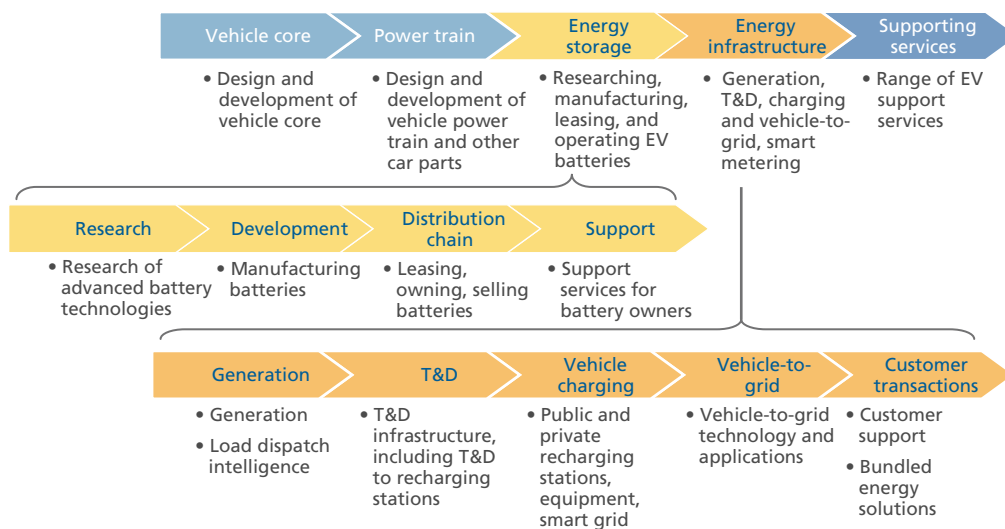 Vehicle core
Power train
Energy
storage
Energy
infrastructure
Supporting
services
• Design and
development of
vehicle core
• Design and
development of
vehicle power
train and other
car parts
• Researching,
manufacturing,
leasing, and
operating EV
batteries
• Generation,
T&D, charging
and vehicle-to-
grid, smart
metering
• Range of EV
support
services
Research
Development
Distribution
chain
Support
• Research of
advanced battery
technologies
• Manufacturing
batteries
• Leasing,
owning, selling
batteries
• Support
services for
battery owners
Generation
T&D
Vehicle
charging
Vehicle-to-
grid
Customer
transactions
• Generation
• Load dispatch
intelligence
• T&D
infrastructure,
including T&D
to recharging
stations
• Public and
private
recharging
stations,
equipment,
smart grid
• Vehicle-to-grid
technology and
applications
• Customer
support
• Bundled
energy
solutions